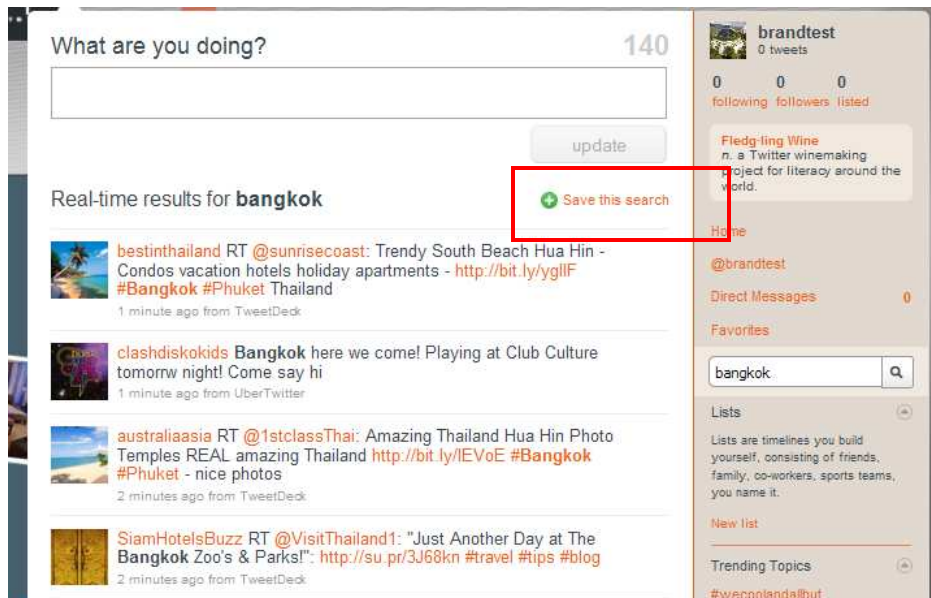 What are you doing?
140
update
Real-time results for bangkok
Save this search
bestinthailand RT @sunrisecoast: Trendy South Beach Hua Hin -
Condos vacation hotels holiday apartments - http://bit.ly/ygIIF
#Bangkok #Phuket Thailand
1 minute ago from TweetDeck
clashdiskokids Bangkok here we come! Playing at Club Culture
tomorrw night! Come say hi
1 minute ago from UberTwitter
australiaasia RT @1stclassThai: Amazing Thailand Hua Hin Photo
Temples REAL amazing Thailand http://bit.ly/IEVoE #Bangkok
#Phuket - nice photos
2 minutes ago from TweetDeck
SiamHotelsBuzz RT @VisitThailand1: "Just Another Day at The
Bangkok Zoo's & Parks!": http://su.pr/3J68kn #travel #tips #blog
2 minutes ago from TweetDeck
brandtest
0 tweets
0 0 0
following followers listed
Fledg·ling Wine
n. a Twitter winemaking
project for literacy around the
world.
Home
@brandtest
Direct Messages 0
Favorites
bangkok
Lists
Lists are timelines you build
yourself, consisting of friends,
family, co-workers, sports teams,
you name it.
New list
Trending Topics